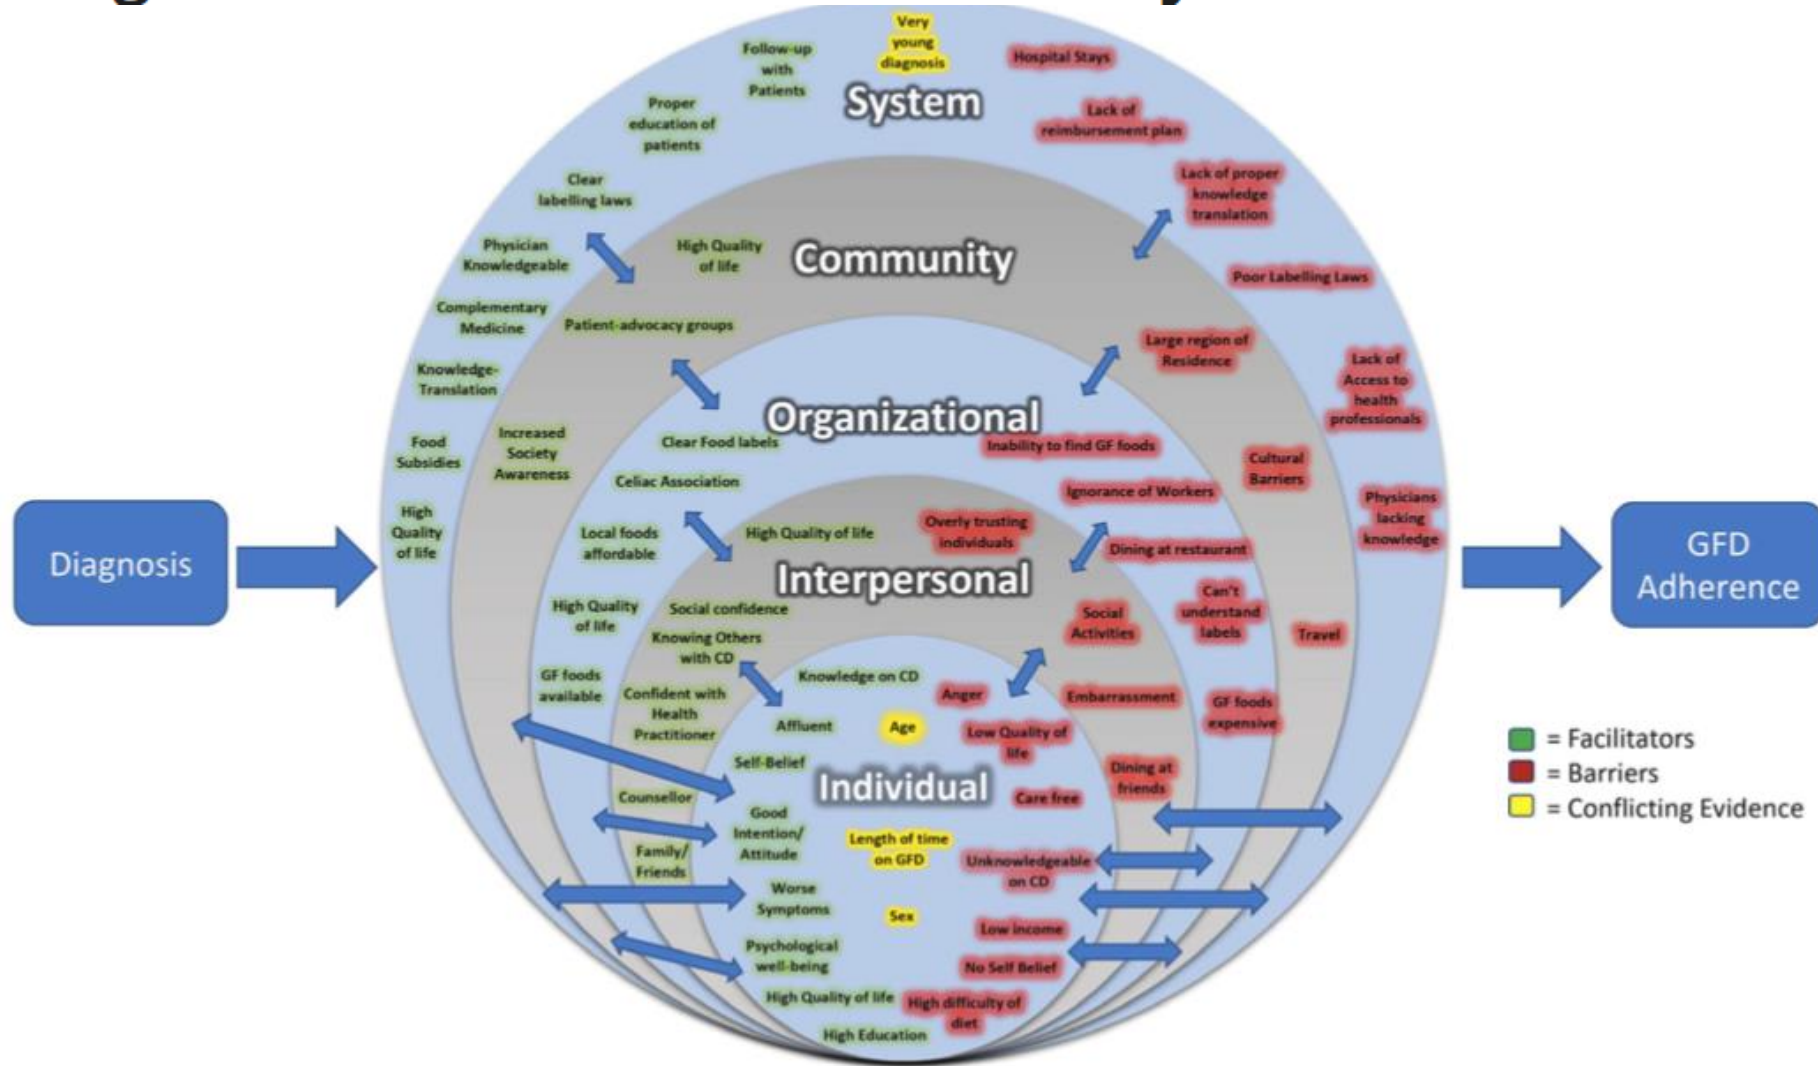 Very
young
diagnosis
System
Follow-up
with
Patients
Proper
education of
patients
Clear
labelling laws
Physician
Knowledgeable
Complementary
Medicine
Knowledge-
Translation
Food
Subsidies
High
Quality
of life
Hospital Stays
Lack of
reimbursement plan
Lack of proper
knowledge
translation
Poor Labelling Laws
Lack of
Access to
health
professionals
Physicians
lacking
knowledge
Community
High Quality
of life
Patient-advocacy groups
Increased
Society
Awareness
Large region of
Residence
Cultural
Barriers
Travel
Organizational
Clear Food labels
Celiac Association
Local foods
affordable
High Quality
of life
GF foods
available
Inability to find GF foods
Ignorance of Workers
Dining at restaurant
Can't
understand
labels
GF foods
expensive
Interpersonal
High Quality of life
Social confidence
Knowing Others
with CD
Confident with
Health
Practitioner
Counsellor
Family/
Friends
Overly trusting
individuals
Social
Activities
Embarrassment
Dining at
friends
Individual
Knowledge on CD
Affluent
Self-Belief
Good
Intention/
Attitude
Worse
Symptoms
Psychological
well-being
High Quality of life
High Education
Age
Length of time
on GFD
Sex
Anger
Low Quality of
life
Care free
Unknowledgeable
on CD
Low income
No Self Belief
High difficulty of
diet
Diagnosis
GFD
Adherence
= Facilitators
= Barriers
= Conflicting Evidence